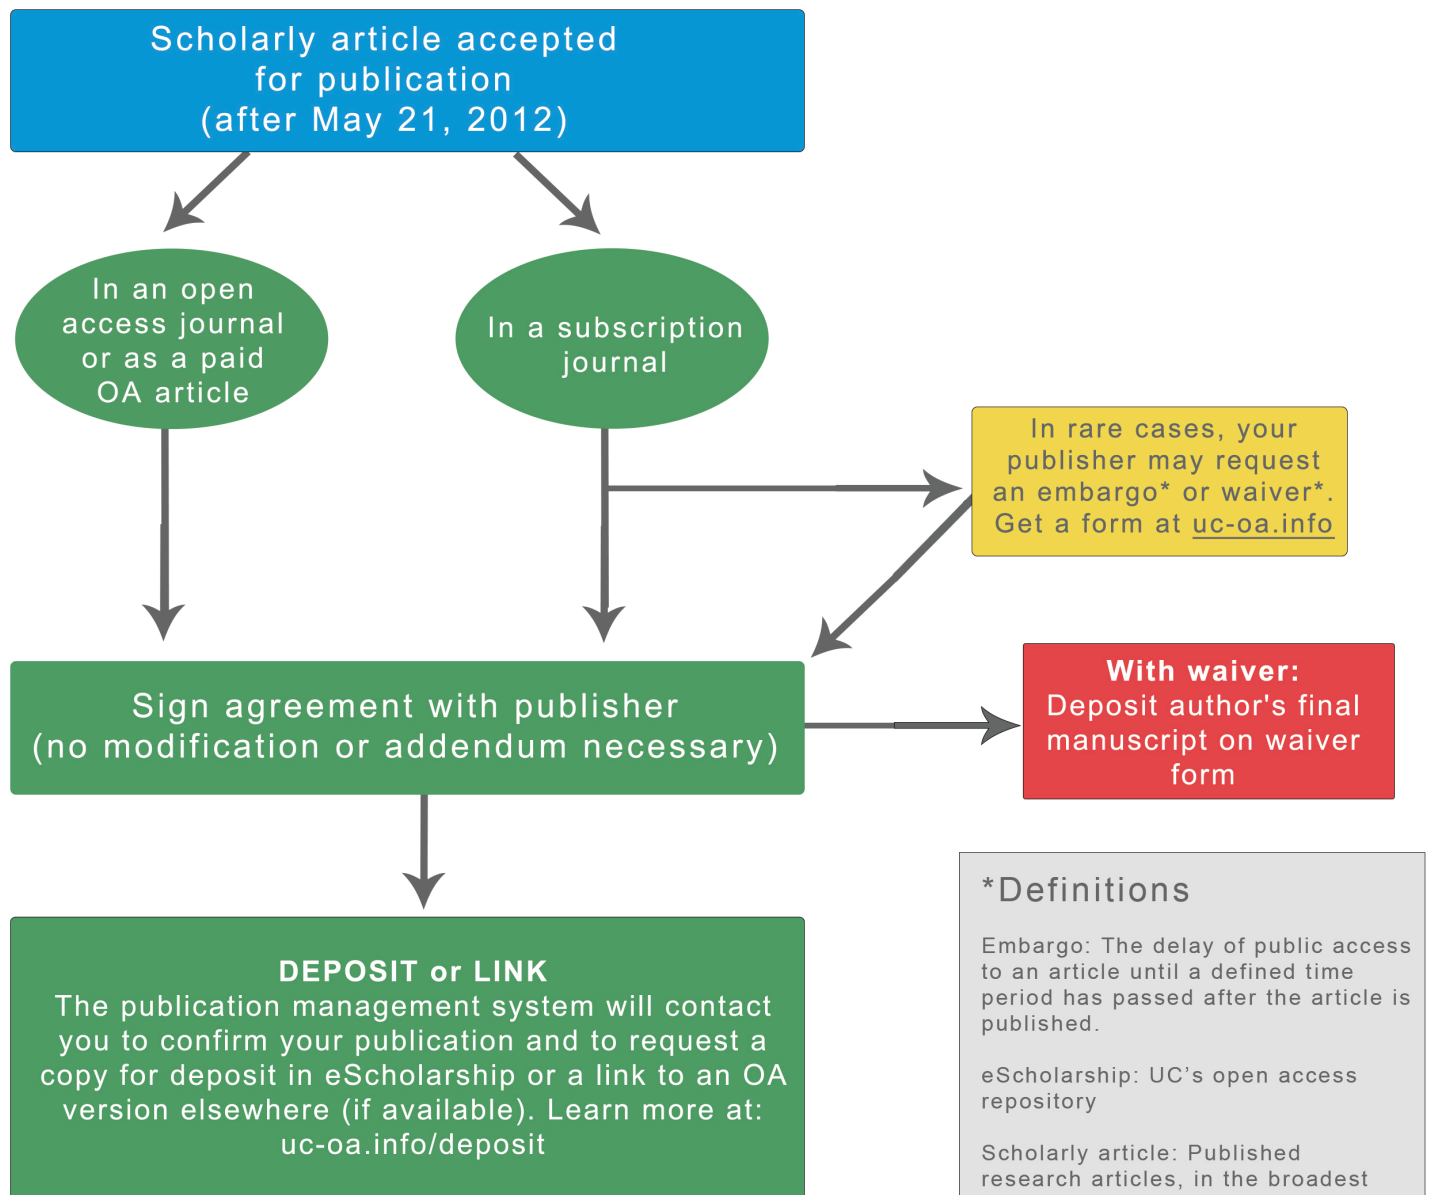 Scholarly article accepted
for publication
(after May 21, 2012)
In an open
access journal
or as a paid
OA article
In a subscription
journal
In rare cases, your
publisher may request
an embargo* or waiver*.
Get a form at uc-oa.info
Sign agreement with publisher
(no modification or addendum necessary)
With waiver:
Deposit author's final
manuscript on waiver
form
DEPOSIT or LINK
The publication management system will contact
you to confirm your publication and to request a
copy for deposit in eScholarship or a link to an OA
version elsewhere (if available). Learn more at:
uc-oa.info/deposit
*Definitions
Embargo: The delay of public access
to an article until a defined time
period has passed after the article is
published.
eScholarship: UC’s open access
repository
Scholarly article: Published
research articles, in the broadest